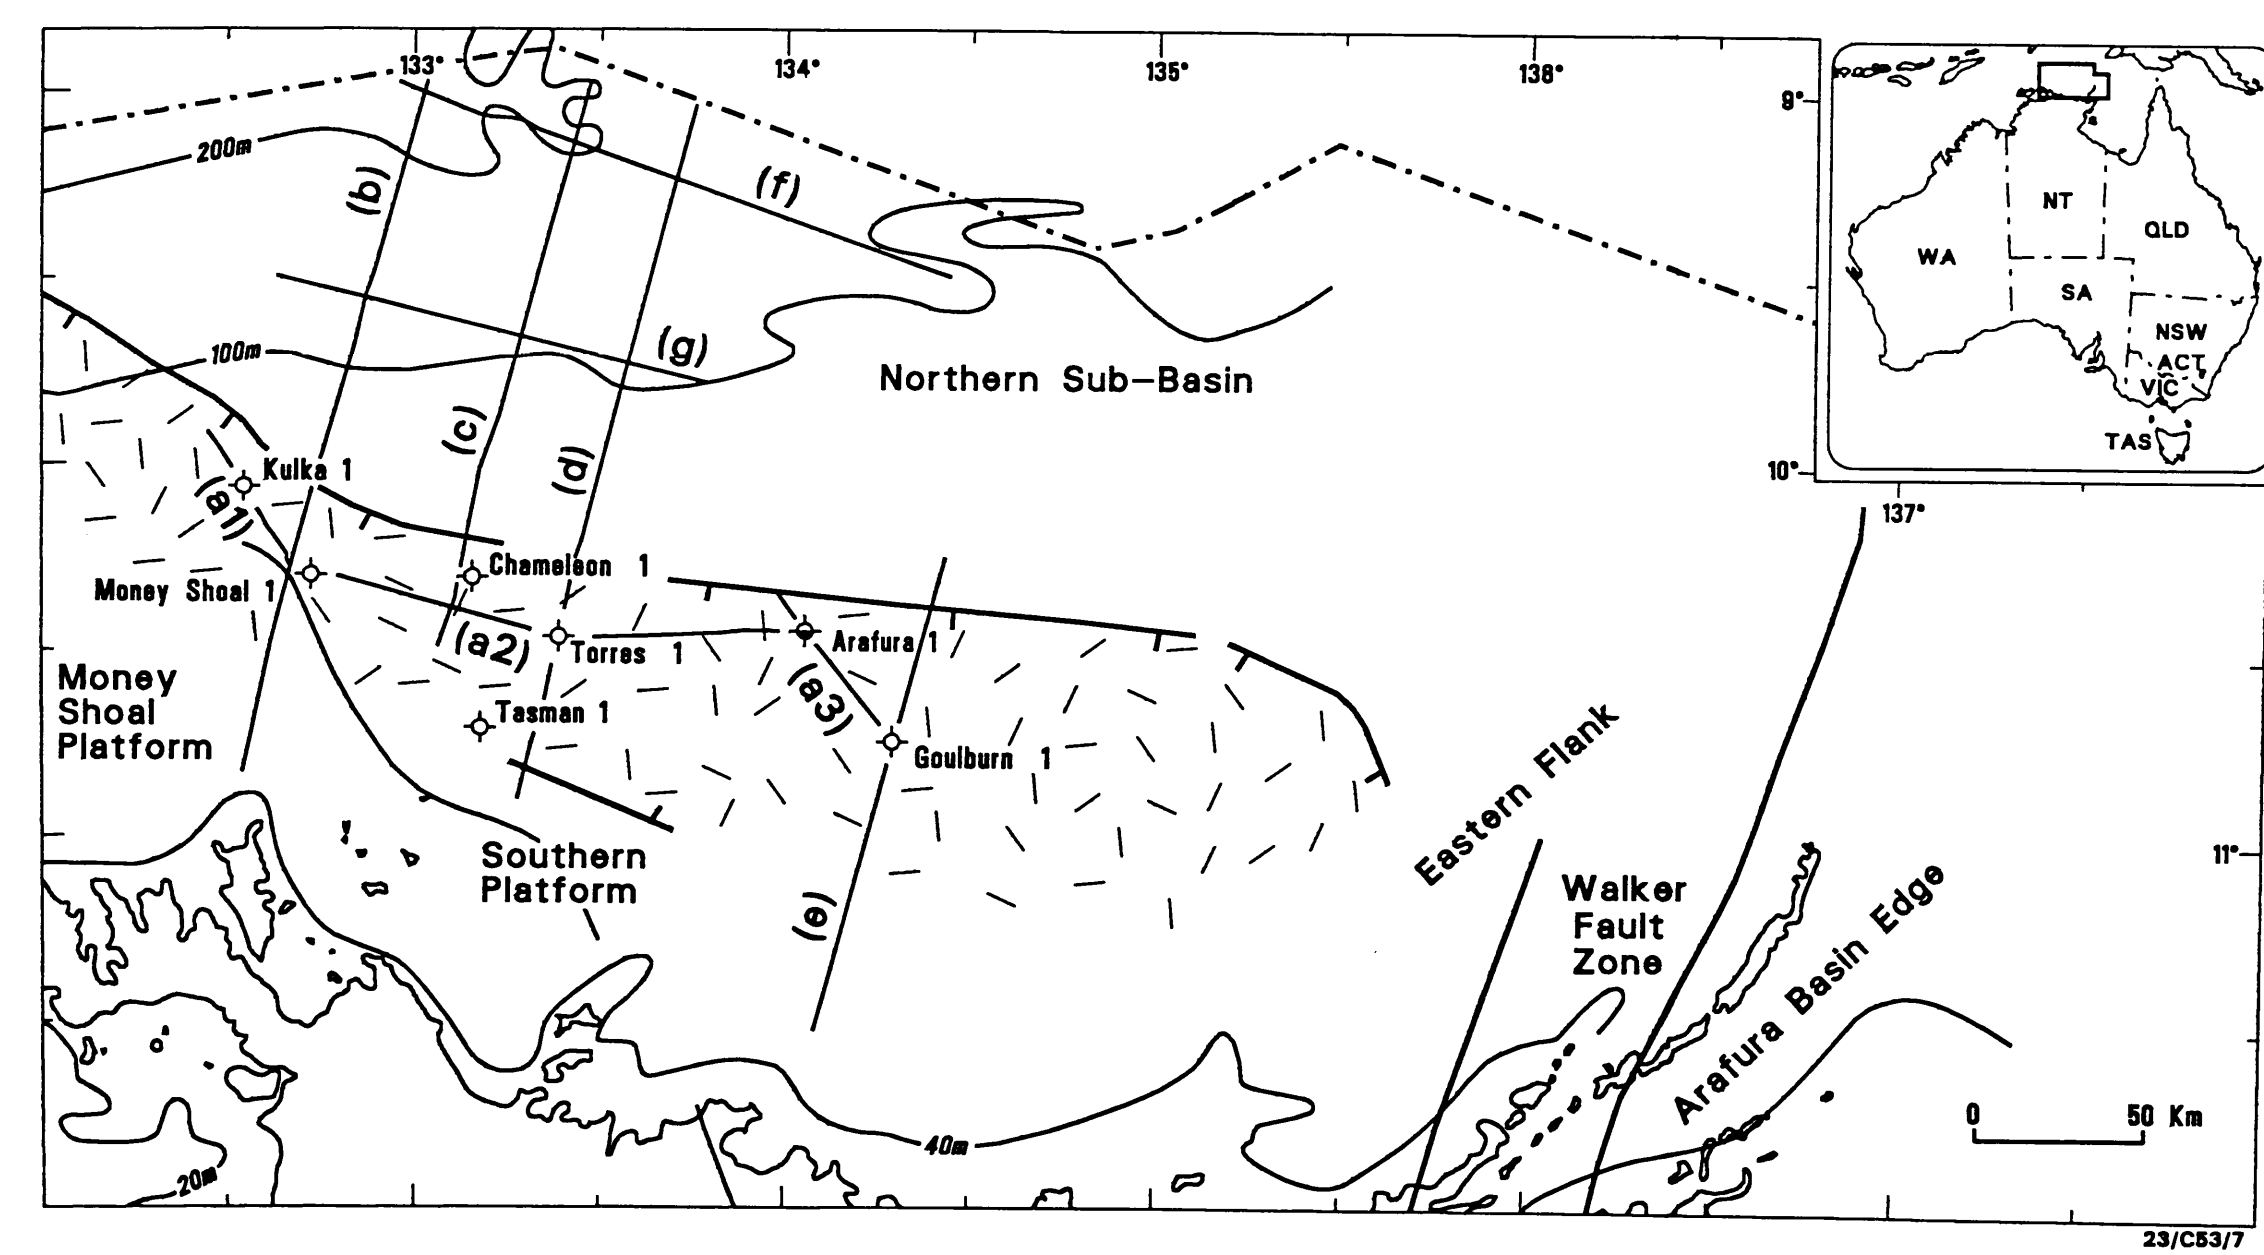 133°
134°
135°
138°
9°
200m
(b)
(f)
100m
(g)
Northern Sub-Basin
(c)
(d)
10°
137°
Kulka 1
(a1)
Chameleon 1
Money Shoal 1
(a2)
Torres 1
Arafura 1
(a3)
Tasman 1
Goulburn 1
Money
Shoal
Platform
Southern
Platform
(e)
Eastern Flank
Walker
Fault
Zone
11°
Arafura Basin Edge
40m
20m
0 50 Km
NT
QLD
WA
SA
NSW
ACT
VIC
TAS
23/C53/7